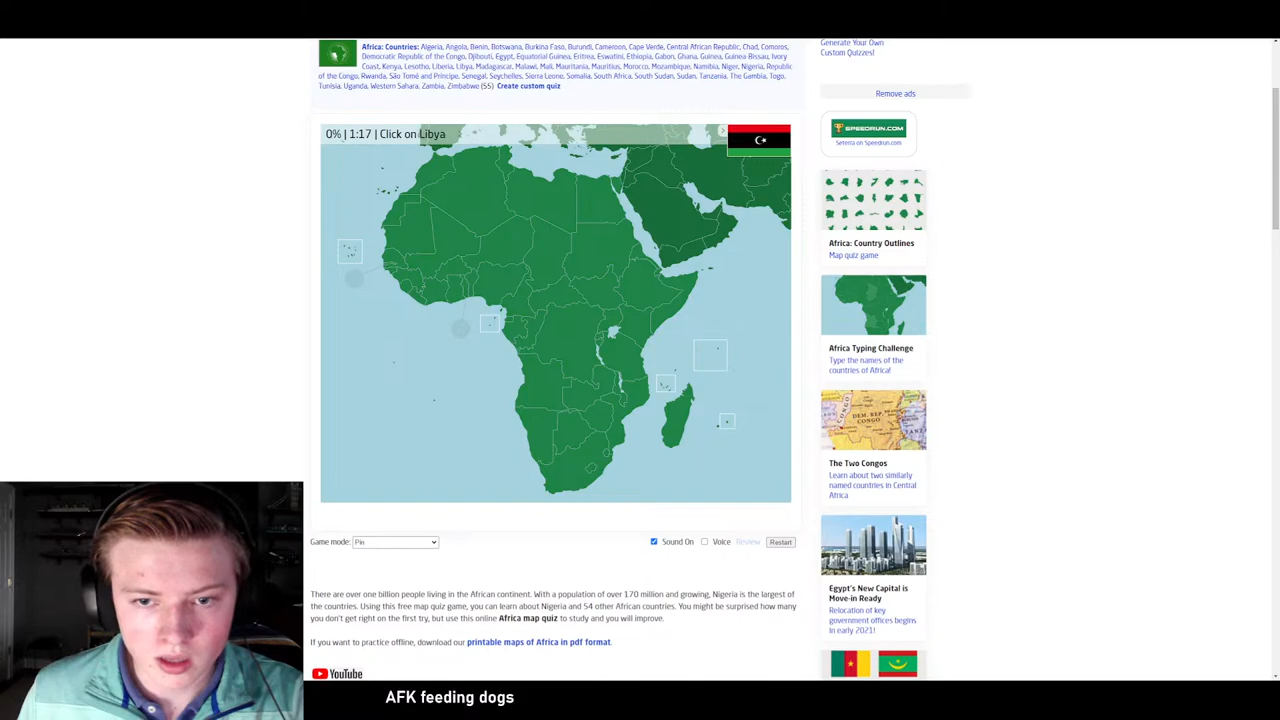 Africa: Countries: Algeria, Angola, Benin, Botswana, Burkina Faso, Burundi, Cameroon, Cape Verde, Central African Republic, Chad, Comoros,
Democratic Republic of the Congo, Djibouti, Egypt, Equatorial Guinea, Eritrea, Eswatini, Ethiopia, Gabon, Ghana, Guinea, Guinea-Bissau, Ivory
Coast, Kenya, Lesotho, Liberia, Libya, Madagascar, Malawi, Mali, Mauritania, Mauritius, Morocco, Mozambique, Namibia, Niger, Nigeria, Republic
of the Congo, Rwanda, São Tomé and Príncipe, Senegal, Seychelles, Sierra Leone, Somalia, South Africa, South Sudan, Sudan, Tanzania, The Gambia, Togo,
Tunisia, Uganda, Western Sahara, Zambia, Zimbabwe (55) Create custom quiz
Generate Your Own
Custom Quizzes!
Remove ads
0% | 1:17 | Click on Libya
SPEEDRUN.COM
Seterra on Speedrun.com
Africa: Country Outlines
Map quiz game
Africa Typing Challenge
Type the names of the
countries of Africa!
CONGO
DEM. REP.
CONGO
The Two Congos
Learn about two similarly
named countries in Central
Africa
Egypt's New Capital is
Move-in Ready
Relocation of key
government offices begins
in early 2021!
Game mode: Pin
Sound On Voice Review Restart
There are over one billion people living in the African continent. With a population of over 170 million and growing, Nigeria is the largest of
the countries. Using this free map quiz game, you can learn about Nigeria and 54 other African countries. You might be surprised how many
you don't get right on the first try, but use this online Africa map quiz to study and you will improve.
If you want to practice offline, download our printable maps of Africa in pdf format.
YouTube
AFK feeding dogs